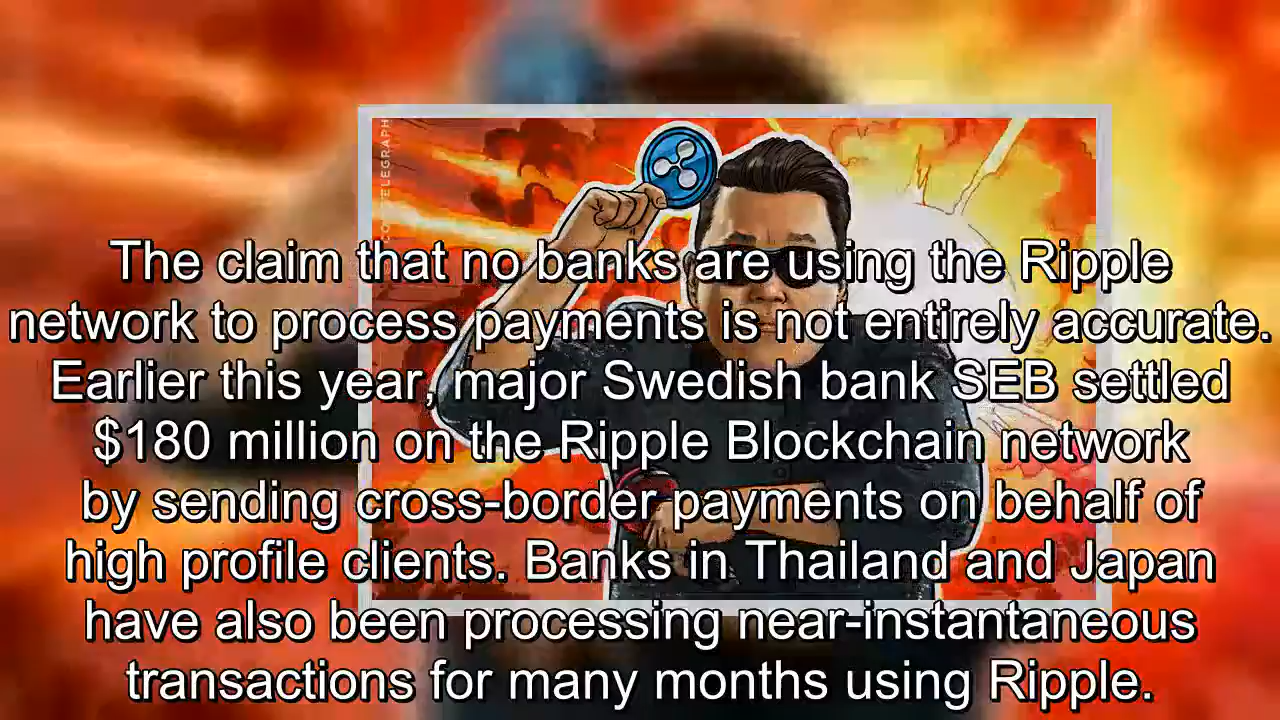 COINTELEGRAPH
The claim that no banks are using the Ripple
network to process payments is not entirely accurate.
Earlier this year, major Swedish bank SEB settled
$180 million on the Ripple Blockchain network
by sending cross-border payments on behalf of
high profile clients. Banks in Thailand and Japan
have also been processing near-instantaneous
transactions for many months using Ripple.